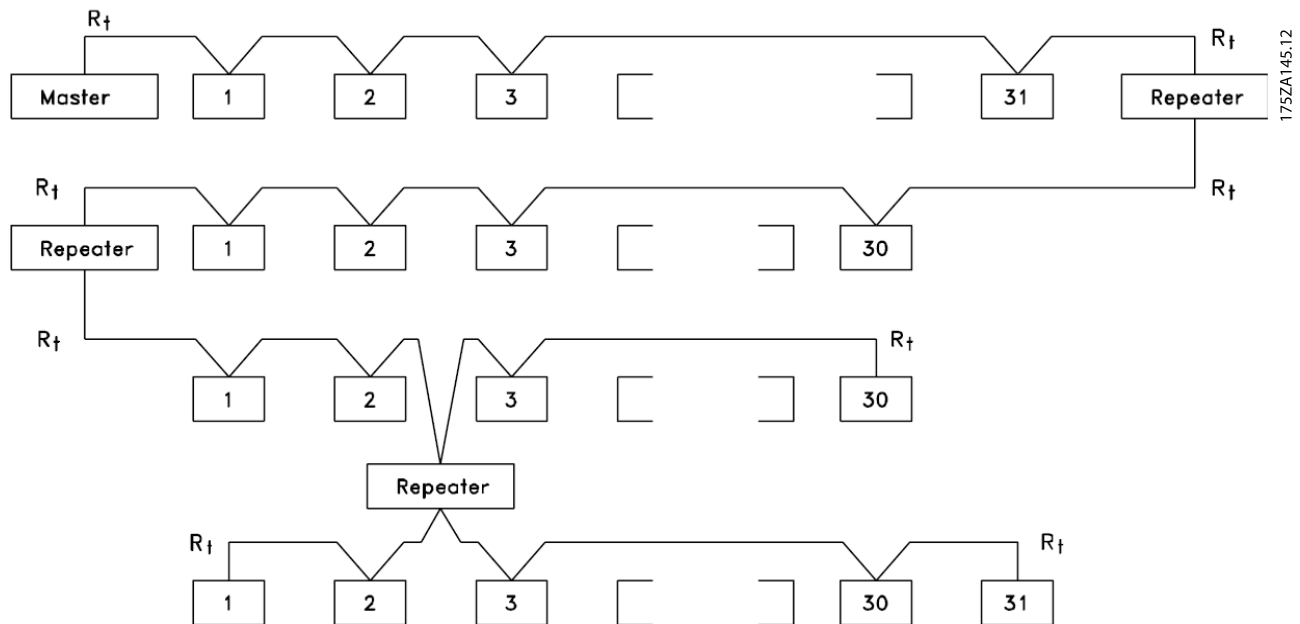 Rt Rt
Master 1 2 3 31 Repeater
175ZA145.12
Rt Rt
Repeater 1 2 3 30
Rt Rt
1 2 3 30
Repeater
Rt Rt
1 2 3 30 31